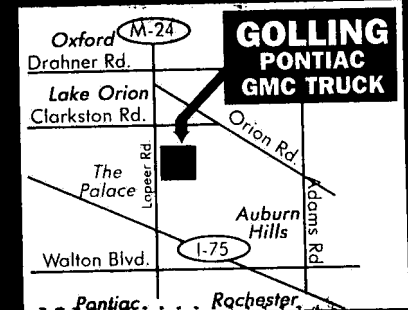 Oxford
M-24
GOLLING
PONTIAC
GMC TRUCK
Drahner Rd.
Lake Orion
Clarkston Rd.
Orion Rd.
The
Palace
Lapeer Rd.
Auburn
Hills
Adams Rd
I-75
Walton Blvd.
Pontiac
Rochester